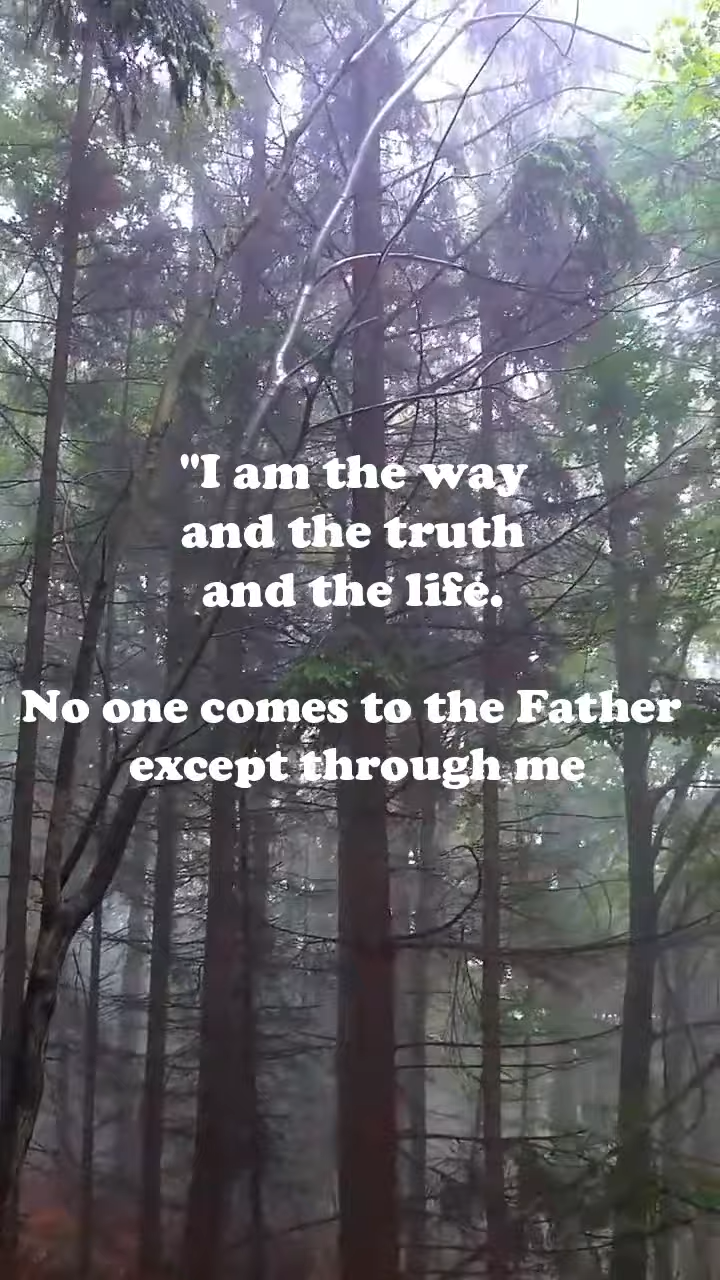 "I am the way
and the truth
and the life.
No one comes to the Father
except through me